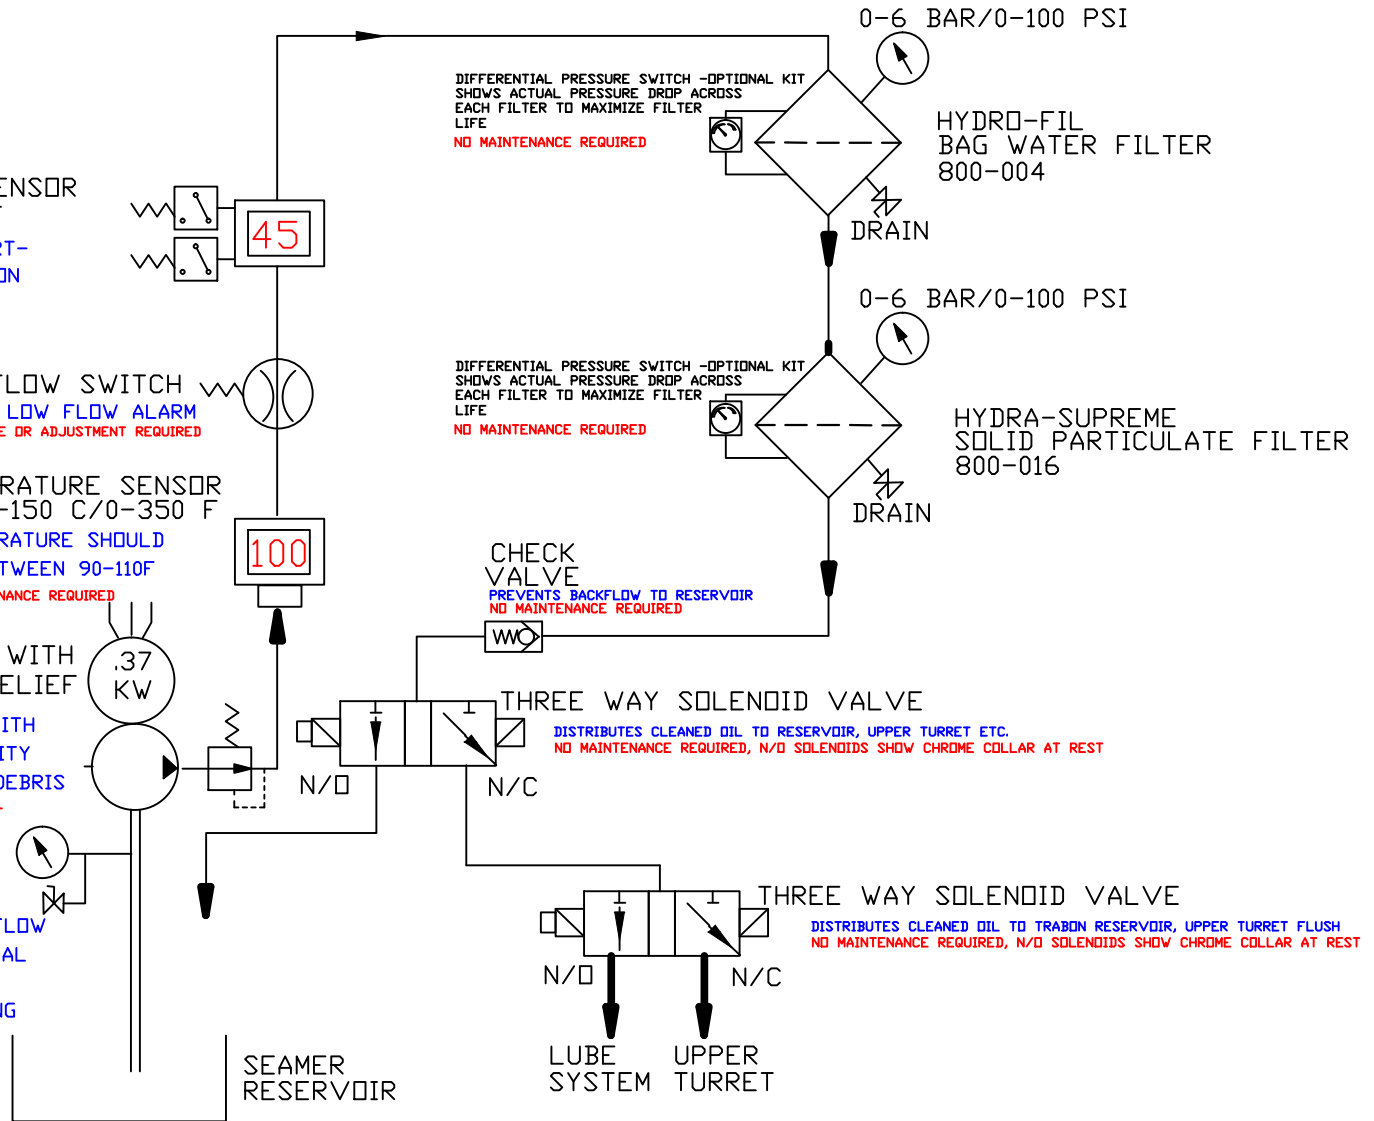 0-6 BAR/0-100 PSI
DIFFERENTIAL PRESSURE SWITCH -OPTIONAL KIT
SHOWS ACTUAL PRESSURE DROP ACROSS
EACH FILTER TO MAXIMIZE FILTER
LIFE
NO MAINTENANCE REQUIRED
HYDRO-FIL
BAG WATER FILTER
800-004
DRAIN
ENSOR
RT-
ON
45
0-6 BAR/0-100 PSI
DIFFERENTIAL PRESSURE SWITCH -OPTIONAL KIT
SHOWS ACTUAL PRESSURE DROP ACROSS
EACH FILTER TO MAXIMIZE FILTER
LIFE
NO MAINTENANCE REQUIRED
HYDRA-SUPREME
SOLID PARTICULATE FILTER
800-016
DRAIN
FLOW SWITCH
LOW FLOW ALARM
E OR ADJUSTMENT REQUIRED
RATURE SENSOR
-150 C/0-350 F
RATURE SHOULD
TWEEN 90-110F
NANCE REQUIRED
100
CHECK
VALVE
PREVENTS BACKFLOW TO RESERVOIR
NO MAINTENANCE REQUIRED
WITH
ELIEF
.37
KW
ITH
ITY
DEBRIS
THREE WAY SOLENOID VALVE
DISTRIBUTES CLEANED OIL TO RESERVOIR, UPPER TURRET ETC.
NO MAINTENANCE REQUIRED, N/O SOLENOIDS SHOW CHROME COLLAR AT REST
N/O
N/C
THREE WAY SOLENOID VALVE
DISTRIBUTES CLEANED OIL TO TRABON RESERVOIR, UPPER TURRET FLUSH
NO MAINTENANCE REQUIRED, N/O SOLENOIDS SHOW CHROME COLLAR AT REST
N/O
N/C
FLOW
AL
NG
LUBE
SYSTEM
UPPER
TURRET
SEAMER
RESERVOIR